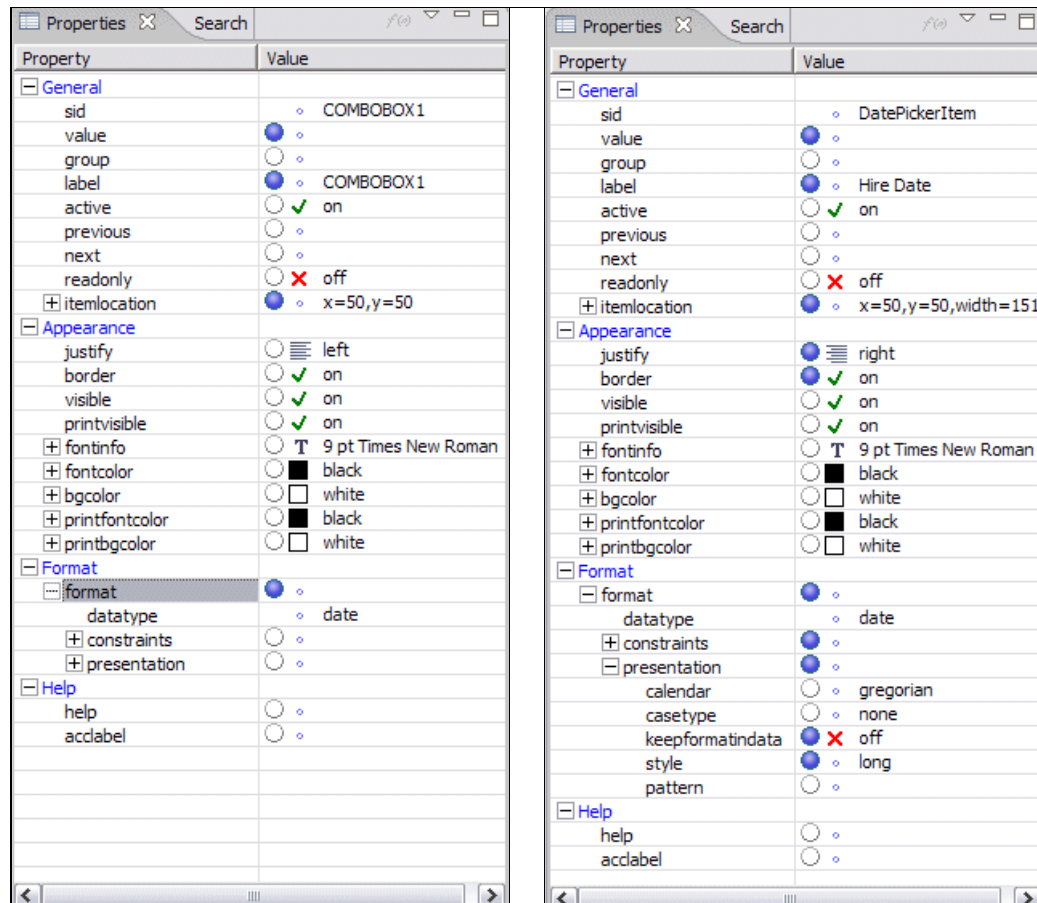 Properties Search f(x)
Property Value
General
sid COMBOBOX1
value
group
label COMBOBOX1
active on
previous
next
readonly off
itemlocation x=50,y=50
Appearance
justify left
border on
visible on
printvisible on
fontinfo T 9 pt Times New Roman
fontcolor black
bgcolor white
printfontcolor black
printbgcolor white
Format
format
datatype date
constraints
presentation
Help
help
acclabel
Properties Search f(x)
Property Value
General
sid DatePickerItem
value
group
label Hire Date
active on
previous
next
readonly off
itemlocation x=50,y=50,width=151
Appearance
justify right
border on
visible on
printvisible on
fontinfo T 9 pt Times New Roman
fontcolor black
bgcolor white
printfontcolor black
printbgcolor white
Format
format
datatype date
constraints
presentation
calendar gregorian
casetype none
keepformatindata off
style long
pattern
Help
help
acclabel